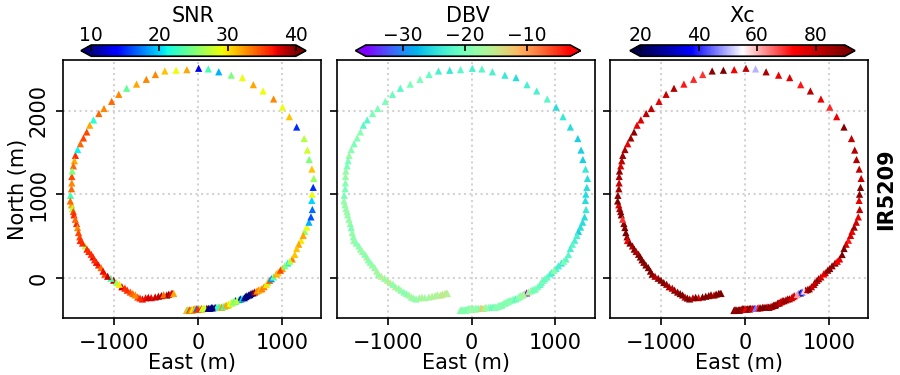 SNR DBV Xc
10 20 30 40 −30 −20 −10 20 40 60 80
North (m)
2000
1000
0
IR5209
−1000 0 1000 −1000 0 1000 −1000 0 1000
East (m) East (m) East (m)